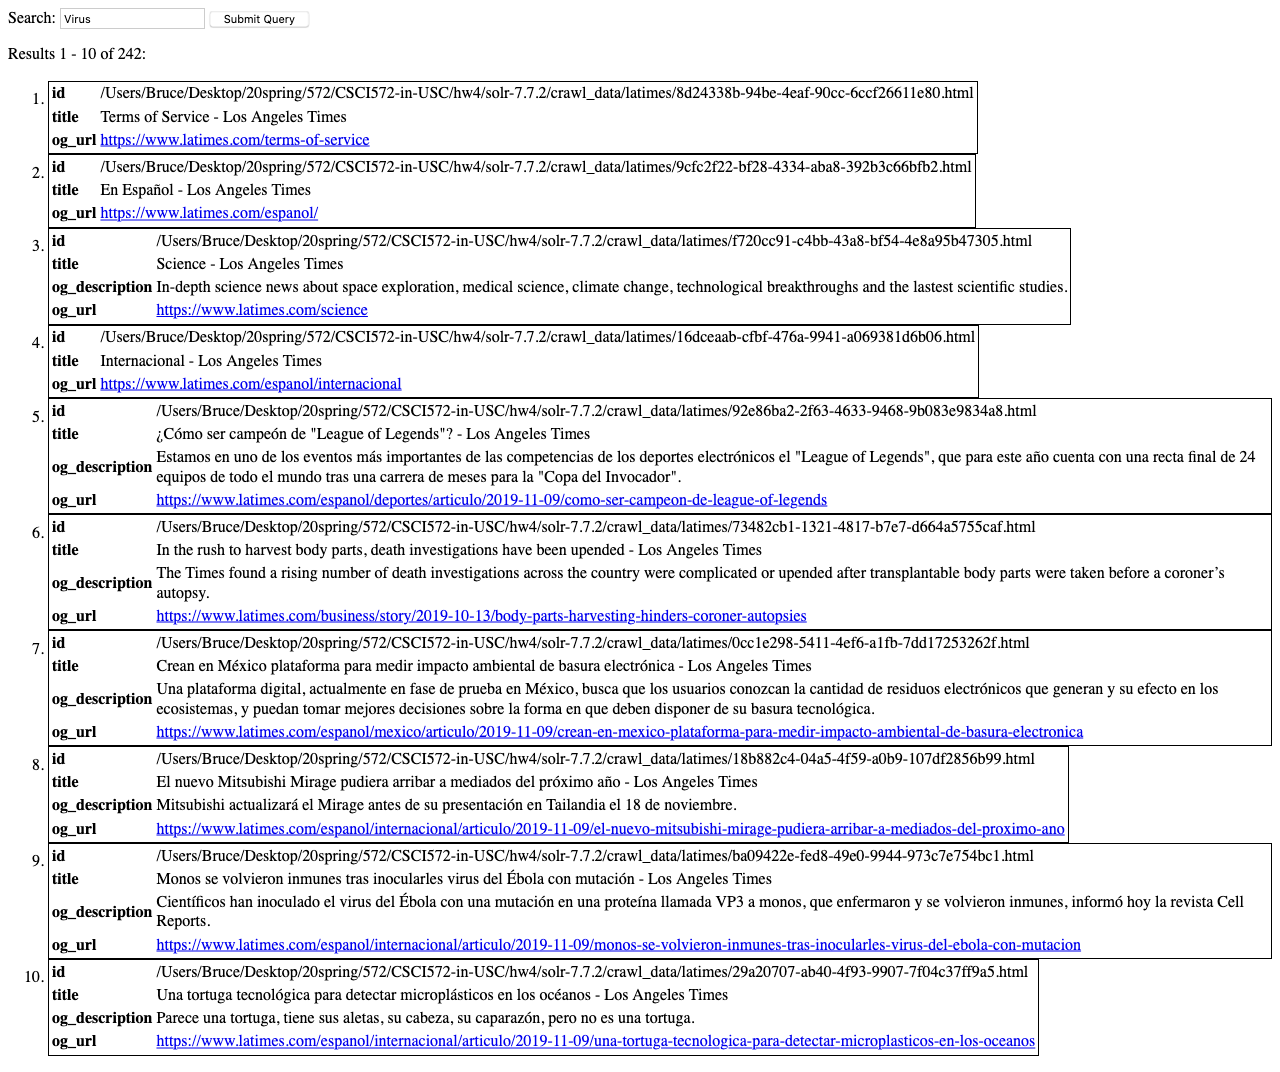 Search: Virus Submit Query
Results 1 - 10 of 242:
1. id /Users/Bruce/Desktop/20spring/572/CSCI572-in-USC/hw4/solr-7.7.2/crawl_data/latimes/8d24338b-94be-4eaf-90cc-6ccf26611e80.html
title Terms of Service - Los Angeles Times
og_url https://www.latimes.com/terms-of-service
2. id /Users/Bruce/Desktop/20spring/572/CSCI572-in-USC/hw4/solr-7.7.2/crawl_data/latimes/9cfc2f22-bf28-4334-aba8-392b3c66bfb2.html
title En Español - Los Angeles Times
og_url https://www.latimes.com/espanol/
3. id /Users/Bruce/Desktop/20spring/572/CSCI572-in-USC/hw4/solr-7.7.2/crawl_data/latimes/f720cc91-c4bb-43a8-bf54-4e8a95b47305.html
title Science - Los Angeles Times
og_description In-depth science news about space exploration, medical science, climate change, technological breakthroughs and the lastest scientific studies.
og_url https://www.latimes.com/science
4. id /Users/Bruce/Desktop/20spring/572/CSCI572-in-USC/hw4/solr-7.7.2/crawl_data/latimes/16dceaab-cfbf-476a-9941-a069381d6b06.html
title Internacional - Los Angeles Times
og_url https://www.latimes.com/espanol/internacional
5. id /Users/Bruce/Desktop/20spring/572/CSCI572-in-USC/hw4/solr-7.7.2/crawl_data/latimes/92e86ba2-2f63-4633-9468-9b083e9834a8.html
title ¿Cómo ser campeón de "League of Legends"? - Los Angeles Times
og_description Estamos en uno de los eventos más importantes de las competencias de los deportes electrónicos el "League of Legends", que para este año cuenta con una recta final de 24
equipos de todo el mundo tras una carrera de meses para la "Copa del Invocador".
og_url https://www.latimes.com/espanol/deportes/articulo/2019-11-09/como-ser-campeon-de-league-of-legends
6. id /Users/Bruce/Desktop/20spring/572/CSCI572-in-USC/hw4/solr-7.7.2/crawl_data/latimes/73482cb1-1321-4817-b7e7-d664a5755caf.html
title In the rush to harvest body parts, death investigations have been upended - Los Angeles Times
og_description The Times found a rising number of death investigations across the country were complicated or upended after transplantable body parts were taken before a coroner’s
autopsy.
og_url https://www.latimes.com/business/story/2019-10-13/body-parts-harvesting-hinders-coroner-autopsies
7. id /Users/Bruce/Desktop/20spring/572/CSCI572-in-USC/hw4/solr-7.7.2/crawl_data/latimes/0cc1e298-5411-4ef6-a1fb-7dd17253262f.html
title Crean en México plataforma para medir impacto ambiental de basura electrónica - Los Angeles Times
og_description Una plataforma digital, actualmente en fase de prueba en México, busca que los usuarios conozcan la cantidad de residuos electrónicos que generan y su efecto en los
ecosistemas, y puedan tomar mejores decisiones sobre la forma en que deben disponer de su basura tecnológica.
og_url https://www.latimes.com/espanol/mexico/articulo/2019-11-09/crean-en-mexico-plataforma-para-medir-impacto-ambiental-de-basura-electronica
8. id /Users/Bruce/Desktop/20spring/572/CSCI572-in-USC/hw4/solr-7.7.2/crawl_data/latimes/18b882c4-04a5-4f59-a0b9-107df2856b99.html
title El nuevo Mitsubishi Mirage pudiera arribar a mediados del próximo año - Los Angeles Times
og_description Mitsubishi actualizará el Mirage antes de su presentación en Tailandia el 18 de noviembre.
og_url https://www.latimes.com/espanol/internacional/articulo/2019-11-09/el-nuevo-mitsubishi-mirage-pudiera-arribar-a-mediados-del-proximo-ano
9. id /Users/Bruce/Desktop/20spring/572/CSCI572-in-USC/hw4/solr-7.7.2/crawl_data/latimes/ba09422e-fed8-49e0-9944-973c7e754bc1.html
title Monos se volvieron inmunes tras inocularles virus del Ébola con mutación - Los Angeles Times
og_description Científicos han inoculado el virus del Ébola con una mutación en una proteína llamada VP3 a monos, que enfermaron y se volvieron inmunes, informó hoy la revista Cell
Reports.
og_url https://www.latimes.com/espanol/internacional/articulo/2019-11-09/monos-se-volvieron-inmunes-tras-inocularles-virus-del-ebola-con-mutacion
10. id /Users/Bruce/Desktop/20spring/572/CSCI572-in-USC/hw4/solr-7.7.2/crawl_data/latimes/29a20707-ab40-4f93-9907-7f04c37ff9a5.html
title Una tortuga tecnológica para detectar microplásticos en los océanos - Los Angeles Times
og_description Parece una tortuga, tiene sus aletas, su cabeza, su caparazón, pero no es una tortuga.
og_url https://www.latimes.com/espanol/internacional/articulo/2019-11-09/una-tortuga-tecnologica-para-detectar-microplasticos-en-los-oceanos